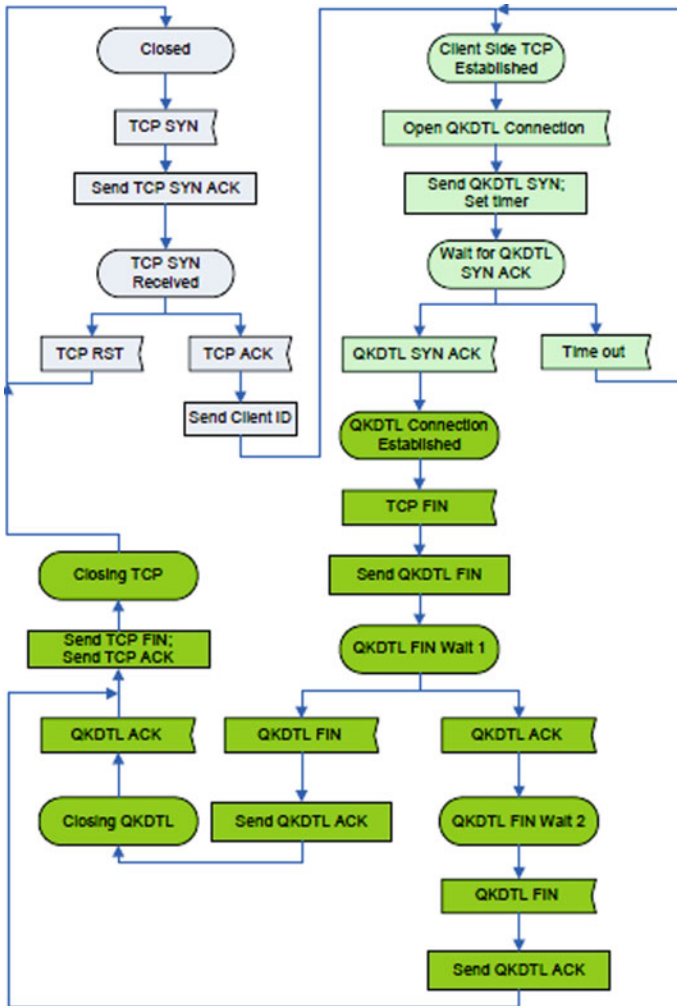 Closed
TCP SYN
Send TCP SYN ACK
TCP SYN
Received
TCP RST
TCP ACK
Send Client ID
Client Side TCP
Established
Open QKDTL Connection
Send QKDTL SYN;
Set timer
Wait for QKDTL
SYN ACK
QKDTL SYN ACK
Time out
QKDTL Connection
Established
TCP FIN
Send QKDTL FIN
QKDTL FIN Wait 1
QKDTL FIN
QKDTL ACK
Send QKDTL ACK
QKDTL FIN Wait 2
QKDTL FIN
Send QKDTL ACK
Closing TCP
Send TCP FIN;
Send TCP ACK
QKDTL ACK
Closing QKDTL